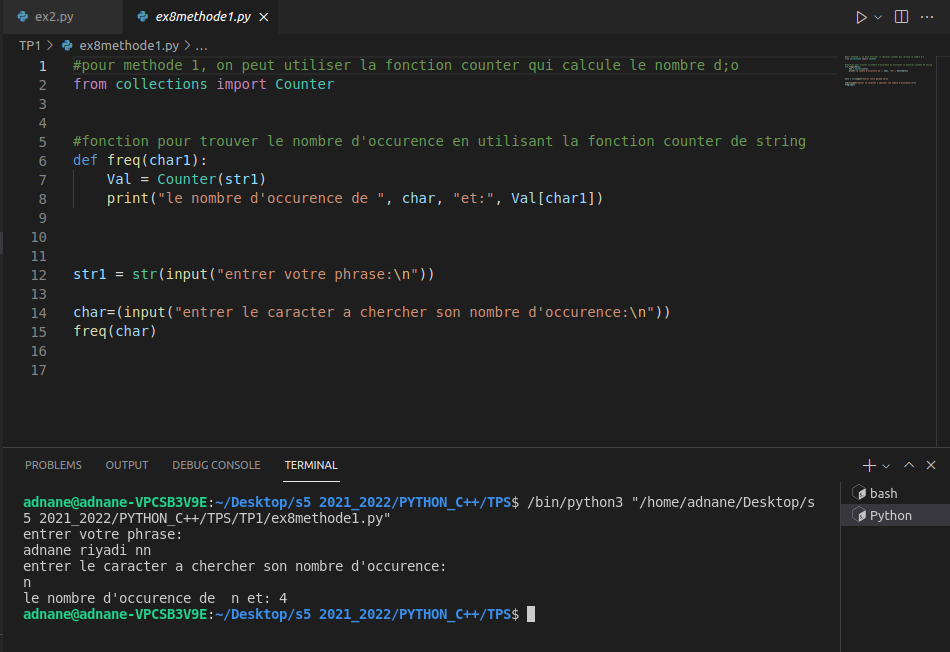 ex2.py ex8methode1.py
TP1 > ex8methode1.py > ...
1 #pour methode 1, on peut utiliser la fonction counter qui calcule le nombre d;o
2 from collections import Counter
3
4
5 #fonction pour trouver le nombre d'occurence en utilisant la fonction counter de string
6 def freq(char1):
7 Val = Counter(str1)
8 print("le nombre d'occurence de ", char, "et:", Val[char1])
9
10
11
12 str1 = str(input("entrer votre phrase:\n"))
13
14 char=(input("entrer le caracter a chercher son nombre d'occurence:\n"))
15 freq(char)
16
17
PROBLEMS OUTPUT DEBUG CONSOLE TERMINAL
adnane@adnane-VPCSB3V9E:~/Desktop/s5 2021_2022/PYTHON_C++/TPS$ /bin/python3 "/home/adnane/Desktop/s
5 2021_2022/PYTHON_C++/TPS/TP1/ex8methode1.py"
entrer votre phrase:
adnane riyadi nn
entrer le caracter a chercher son nombre d'occurence:
n
le nombre d'occurence de  n et: 4
adnane@adnane-VPCSB3V9E:~/Desktop/s5 2021_2022/PYTHON_C++/TPS$
bash
Python